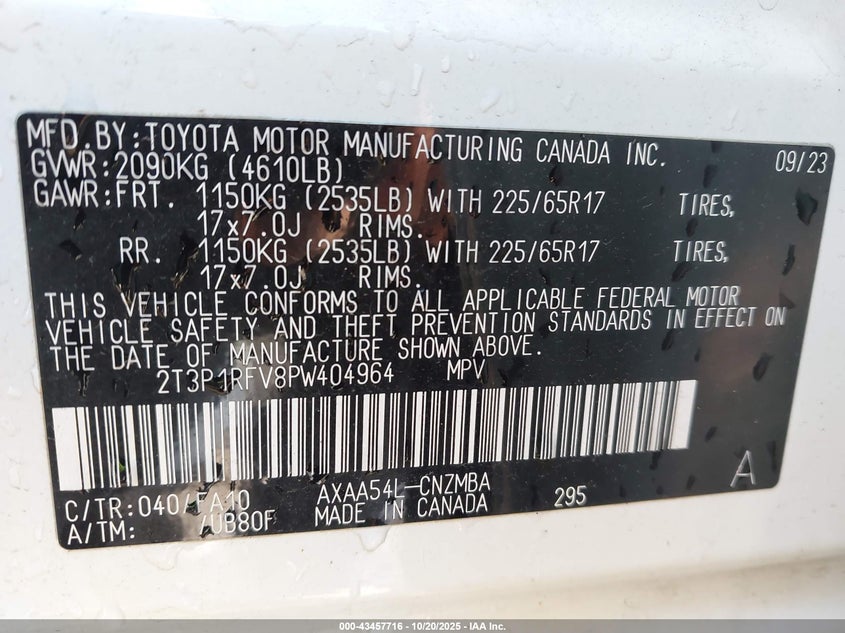 MFD.BY:TOYOTA MOTOR MANUFACTURING CANADA INC. 09/23
GVWR:2090KG (4610LB)
GAWR:FRT. 1150KG (2535LB) WITH 225/65R17 TIRES,
17x7.0J RIMS.
RR. 1150KG (2535LB) WITH 225/65R17 TIRES,
17x7.0J RIMS.
THIS VEHICLE CONFORMS TO ALL APPLICABLE FEDERAL MOTOR
VEHICLE SAFETY AND THEFT PREVENTION STANDARDS IN EFFECT ON
THE DATE OF MANUFACTURE SHOWN ABOVE.
2T3P1RFV8PW404964 MPV
A
C/TR:040/FA10 AXAA54L-CNZMBA 295
A/TM: /UB80F MADE IN CANADA
000-43457716 - 10/20/2025 - IAA Inc.